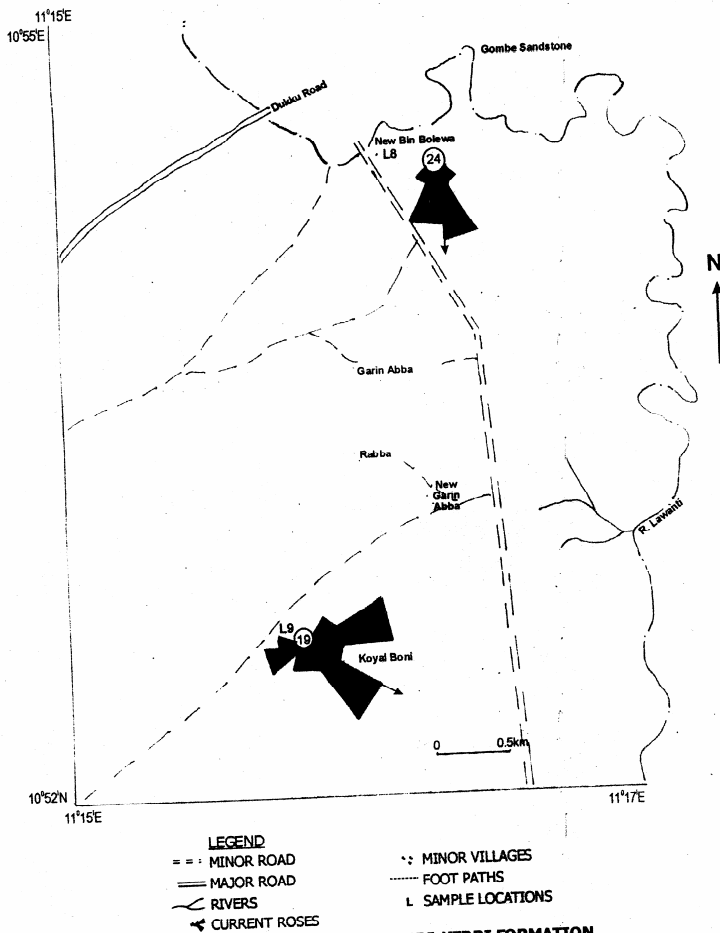 11°15'E
10°55'E
Gombe Sandstone
Dukku Road
New Bin Bolewa
L8
24
N
Garin Abba
Rabba
New
Garin
Abba
R. Lawanti
L9
19
Koyal Boni
0 0.5km
10°52'N
11°15'E
11°17'E
LEGEND
MINOR ROAD
MAJOR ROAD
RIVERS
CURRENT ROSES
MINOR VILLAGES
FOOT PATHS
L SAMPLE LOCATIONS
FORMATION